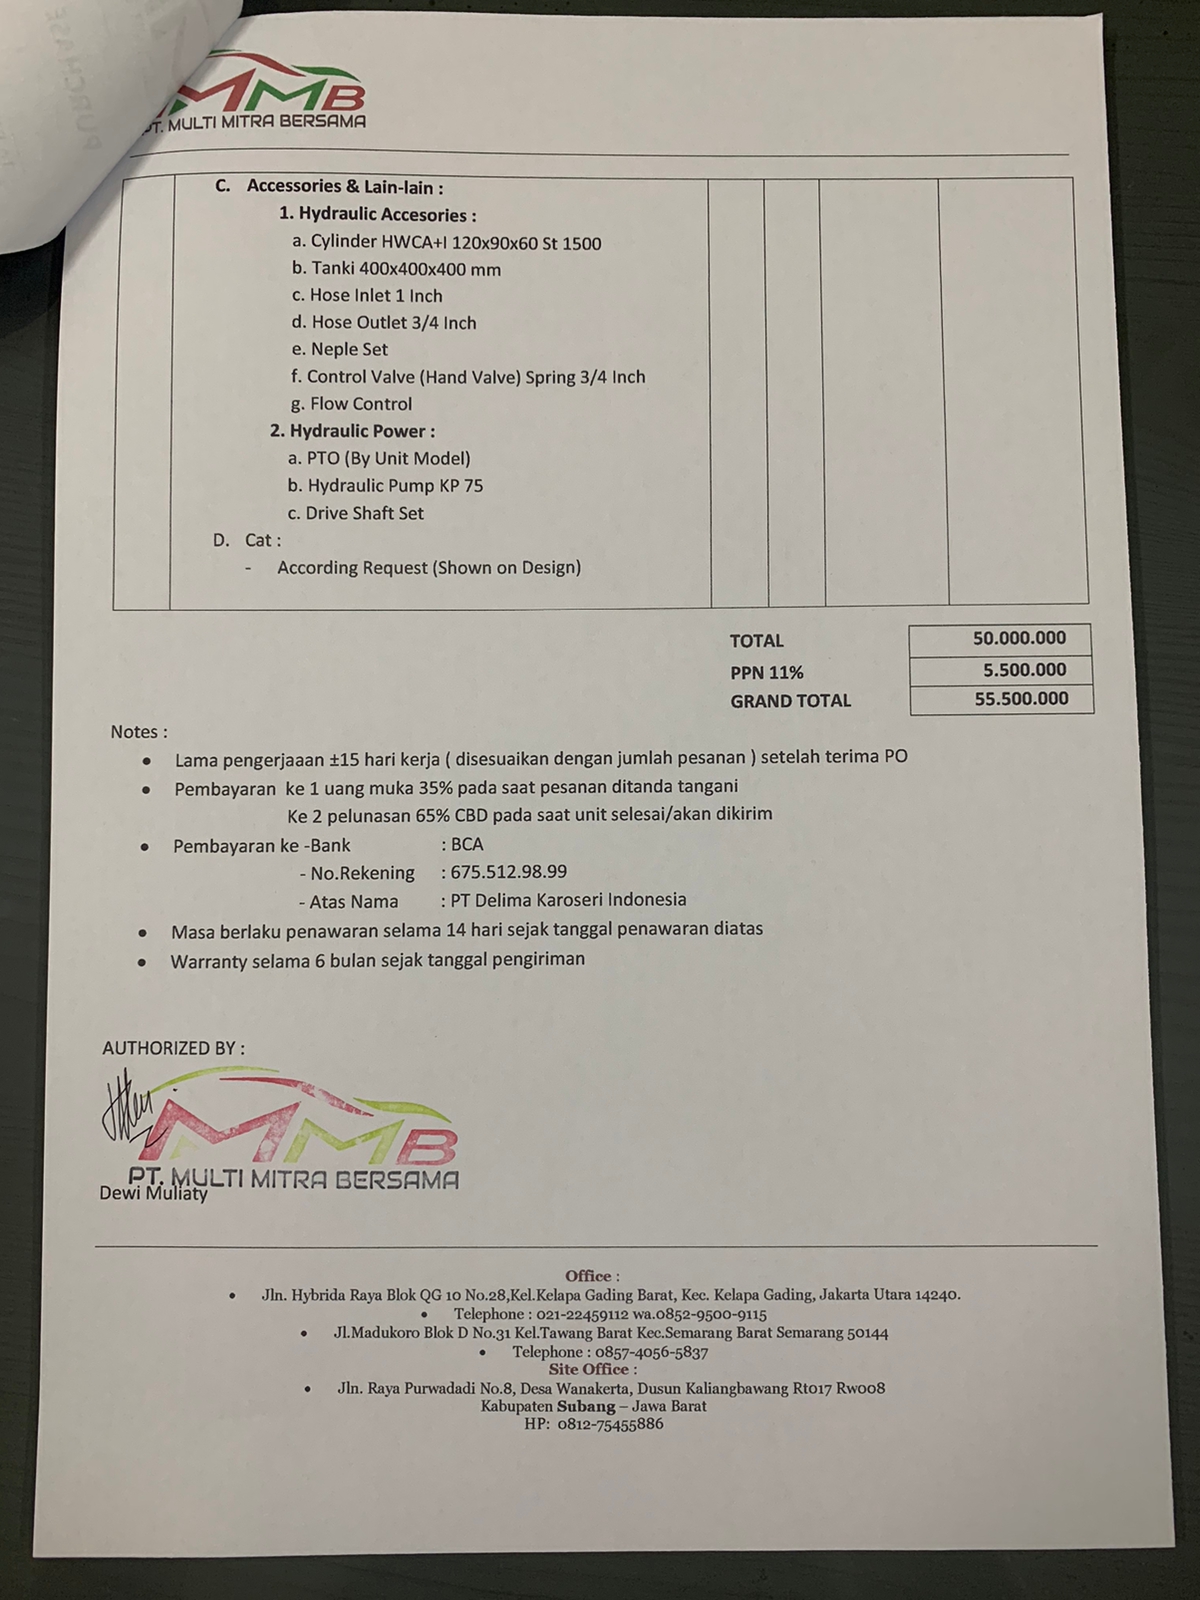 MMB
PT. MULTI MITRA BERSAMA
C. Accessories & Lain-lain :
1. Hydraulic Accesories :
a. Cylinder HWCA+I 120x90x60 St 1500
b. Tanki 400x400x400 mm
c. Hose Inlet 1 Inch
d. Hose Outlet 3/4 Inch
e. Neple Set
f. Control Valve (Hand Valve) Spring 3/4 Inch
g. Flow Control
2. Hydraulic Power :
a. PTO (By Unit Model)
b. Hydraulic Pump KP 75
c. Drive Shaft Set
D. Cat :
- According Request (Shown on Design)
TOTAL 50.000.000
PPN 11% 5.500.000
GRAND TOTAL 55.500.000
Notes :
• Lama pengerjaaan ±15 hari kerja ( disesuaikan dengan jumlah pesanan ) setelah terima PO
• Pembayaran ke 1 uang muka 35% pada saat pesanan ditanda tangani
Ke 2 pelunasan 65% CBD pada saat unit selesai/akan dikirim
• Pembayaran ke -Bank : BCA
- No.Rekening : 675.512.98.99
- Atas Nama : PT Delima Karoseri Indonesia
• Masa berlaku penawaran selama 14 hari sejak tanggal penawaran diatas
• Warranty selama 6 bulan sejak tanggal pengiriman
AUTHORIZED BY :
MMB
PT. MULTI MITRA BERSAMA
Dewi Muliaty
Office :
• Jln. Hybrida Raya Blok QG 10 No.28,Kel.Kelapa Gading Barat, Kec. Kelapa Gading, Jakarta Utara 14240.
• Telephone : 021-22459112 wa.0852-9500-9115
• Jl.Madukoro Blok D No.31 Kel.Tawang Barat Kec.Semarang Barat Semarang 50144
• Telephone : 0857-4056-5837
Site Office :
• Jln. Raya Purwadadi No.8, Desa Wanakerta, Dusun Kaliangbawang Rt017 Rw008
Kabupaten Subang – Jawa Barat
HP: 0812-75455886